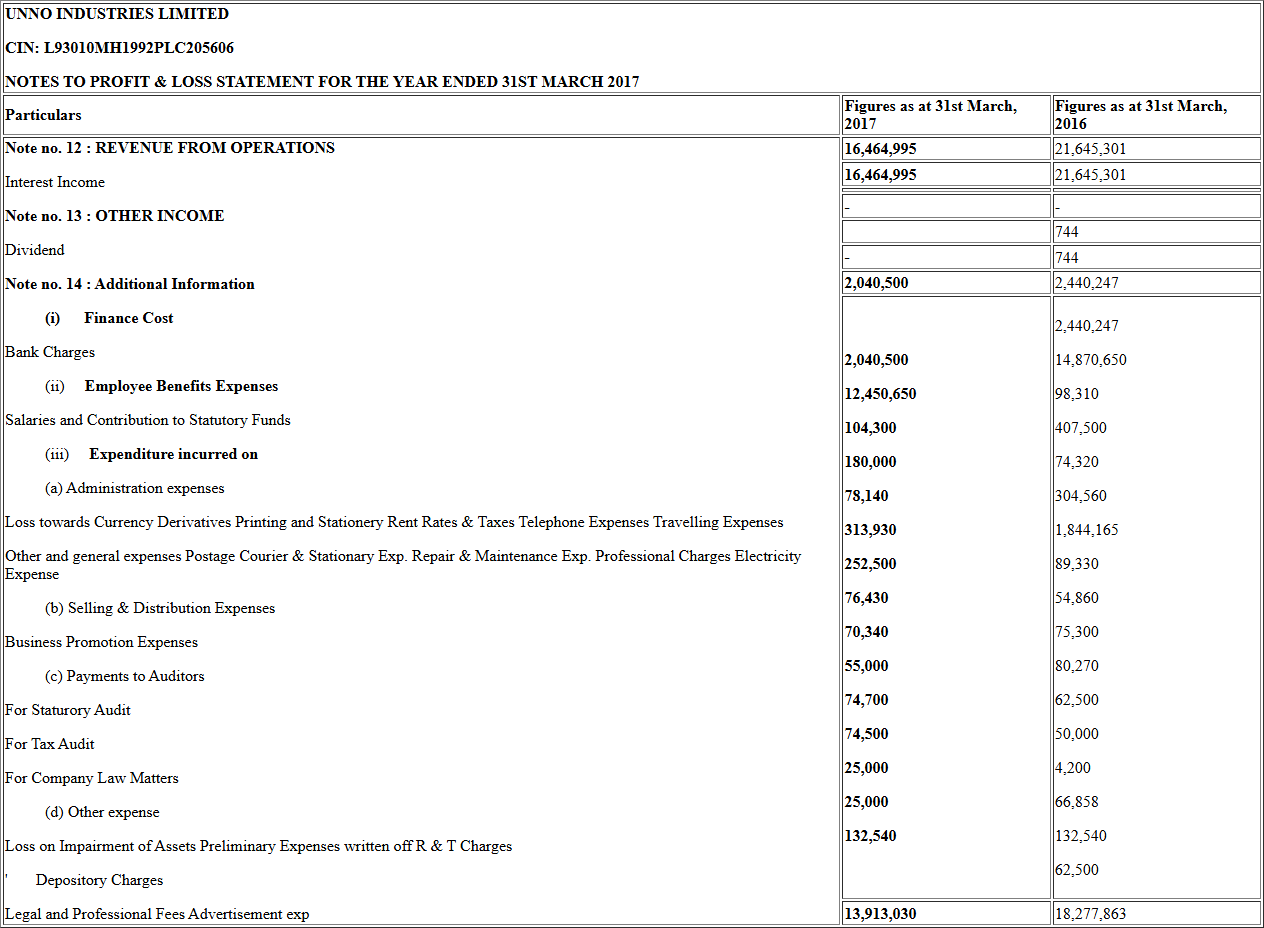 UNNO INDUSTRIES LIMITED
CIN: L93010MH1992PLC205606
NOTES TO PROFIT & LOSS STATEMENT FOR THE YEAR ENDED 31ST MARCH 2017
Particulars
Figures as at 31st March,
2017
Figures as at 31st March,
2016
Note no. 12 : REVENUE FROM OPERATIONS
Interest Income
Note no. 13 : OTHER INCOME
Dividend
Note no. 14 : Additional Information
(i) Finance Cost
Bank Charges
(ii) Employee Benefits Expenses
Salaries and Contribution to Statutory Funds
(iii) Expenditure incurred on
(a) Administration expenses
Loss towards Currency Derivatives Printing and Stationery Rent Rates & Taxes Telephone Expenses Travelling Expenses
Other and general expenses Postage Courier & Stationary Exp. Repair & Maintenance Exp. Professional Charges Electricity
Expense
(b) Selling & Distribution Expenses
Business Promotion Expenses
(c) Payments to Auditors
For Staturory Audit
For Tax Audit
For Company Law Matters
(d) Other expense
Loss on Impairment of Assets Preliminary Expenses written off R & T Charges
' Depository Charges
Legal and Professional Fees Advertisement exp
16,464,995 21,645,301
16,464,995 21,645,301
- -
744
- 744
2,040,500 2,440,247
2,040,500
12,450,650
104,300
180,000
78,140
313,930
252,500
76,430
70,340
55,000
74,700
74,500
25,000
25,000
132,540
2,440,247
14,870,650
98,310
407,500
74,320
304,560
1,844,165
89,330
54,860
75,300
80,270
62,500
50,000
4,200
66,858
132,540
62,500
13,913,030 18,277,863